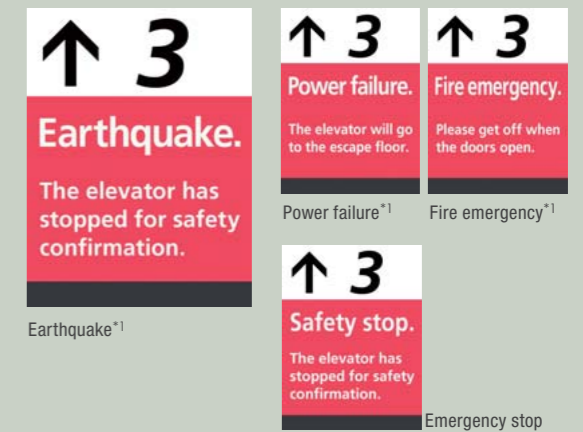 ↑ 3
Earthquake.
The elevator has
stopped for safety
confirmation.
Earthquake*1
↑ 3
Power failure.
The elevator will go
to the escape floor.
Power failure*1
↑ 3
Fire emergency.
Please get off when
the doors open.
Fire emergency*1
↑ 3
Safety stop.
The elevator has
stopped for safety
confirmation.
Emergency stop